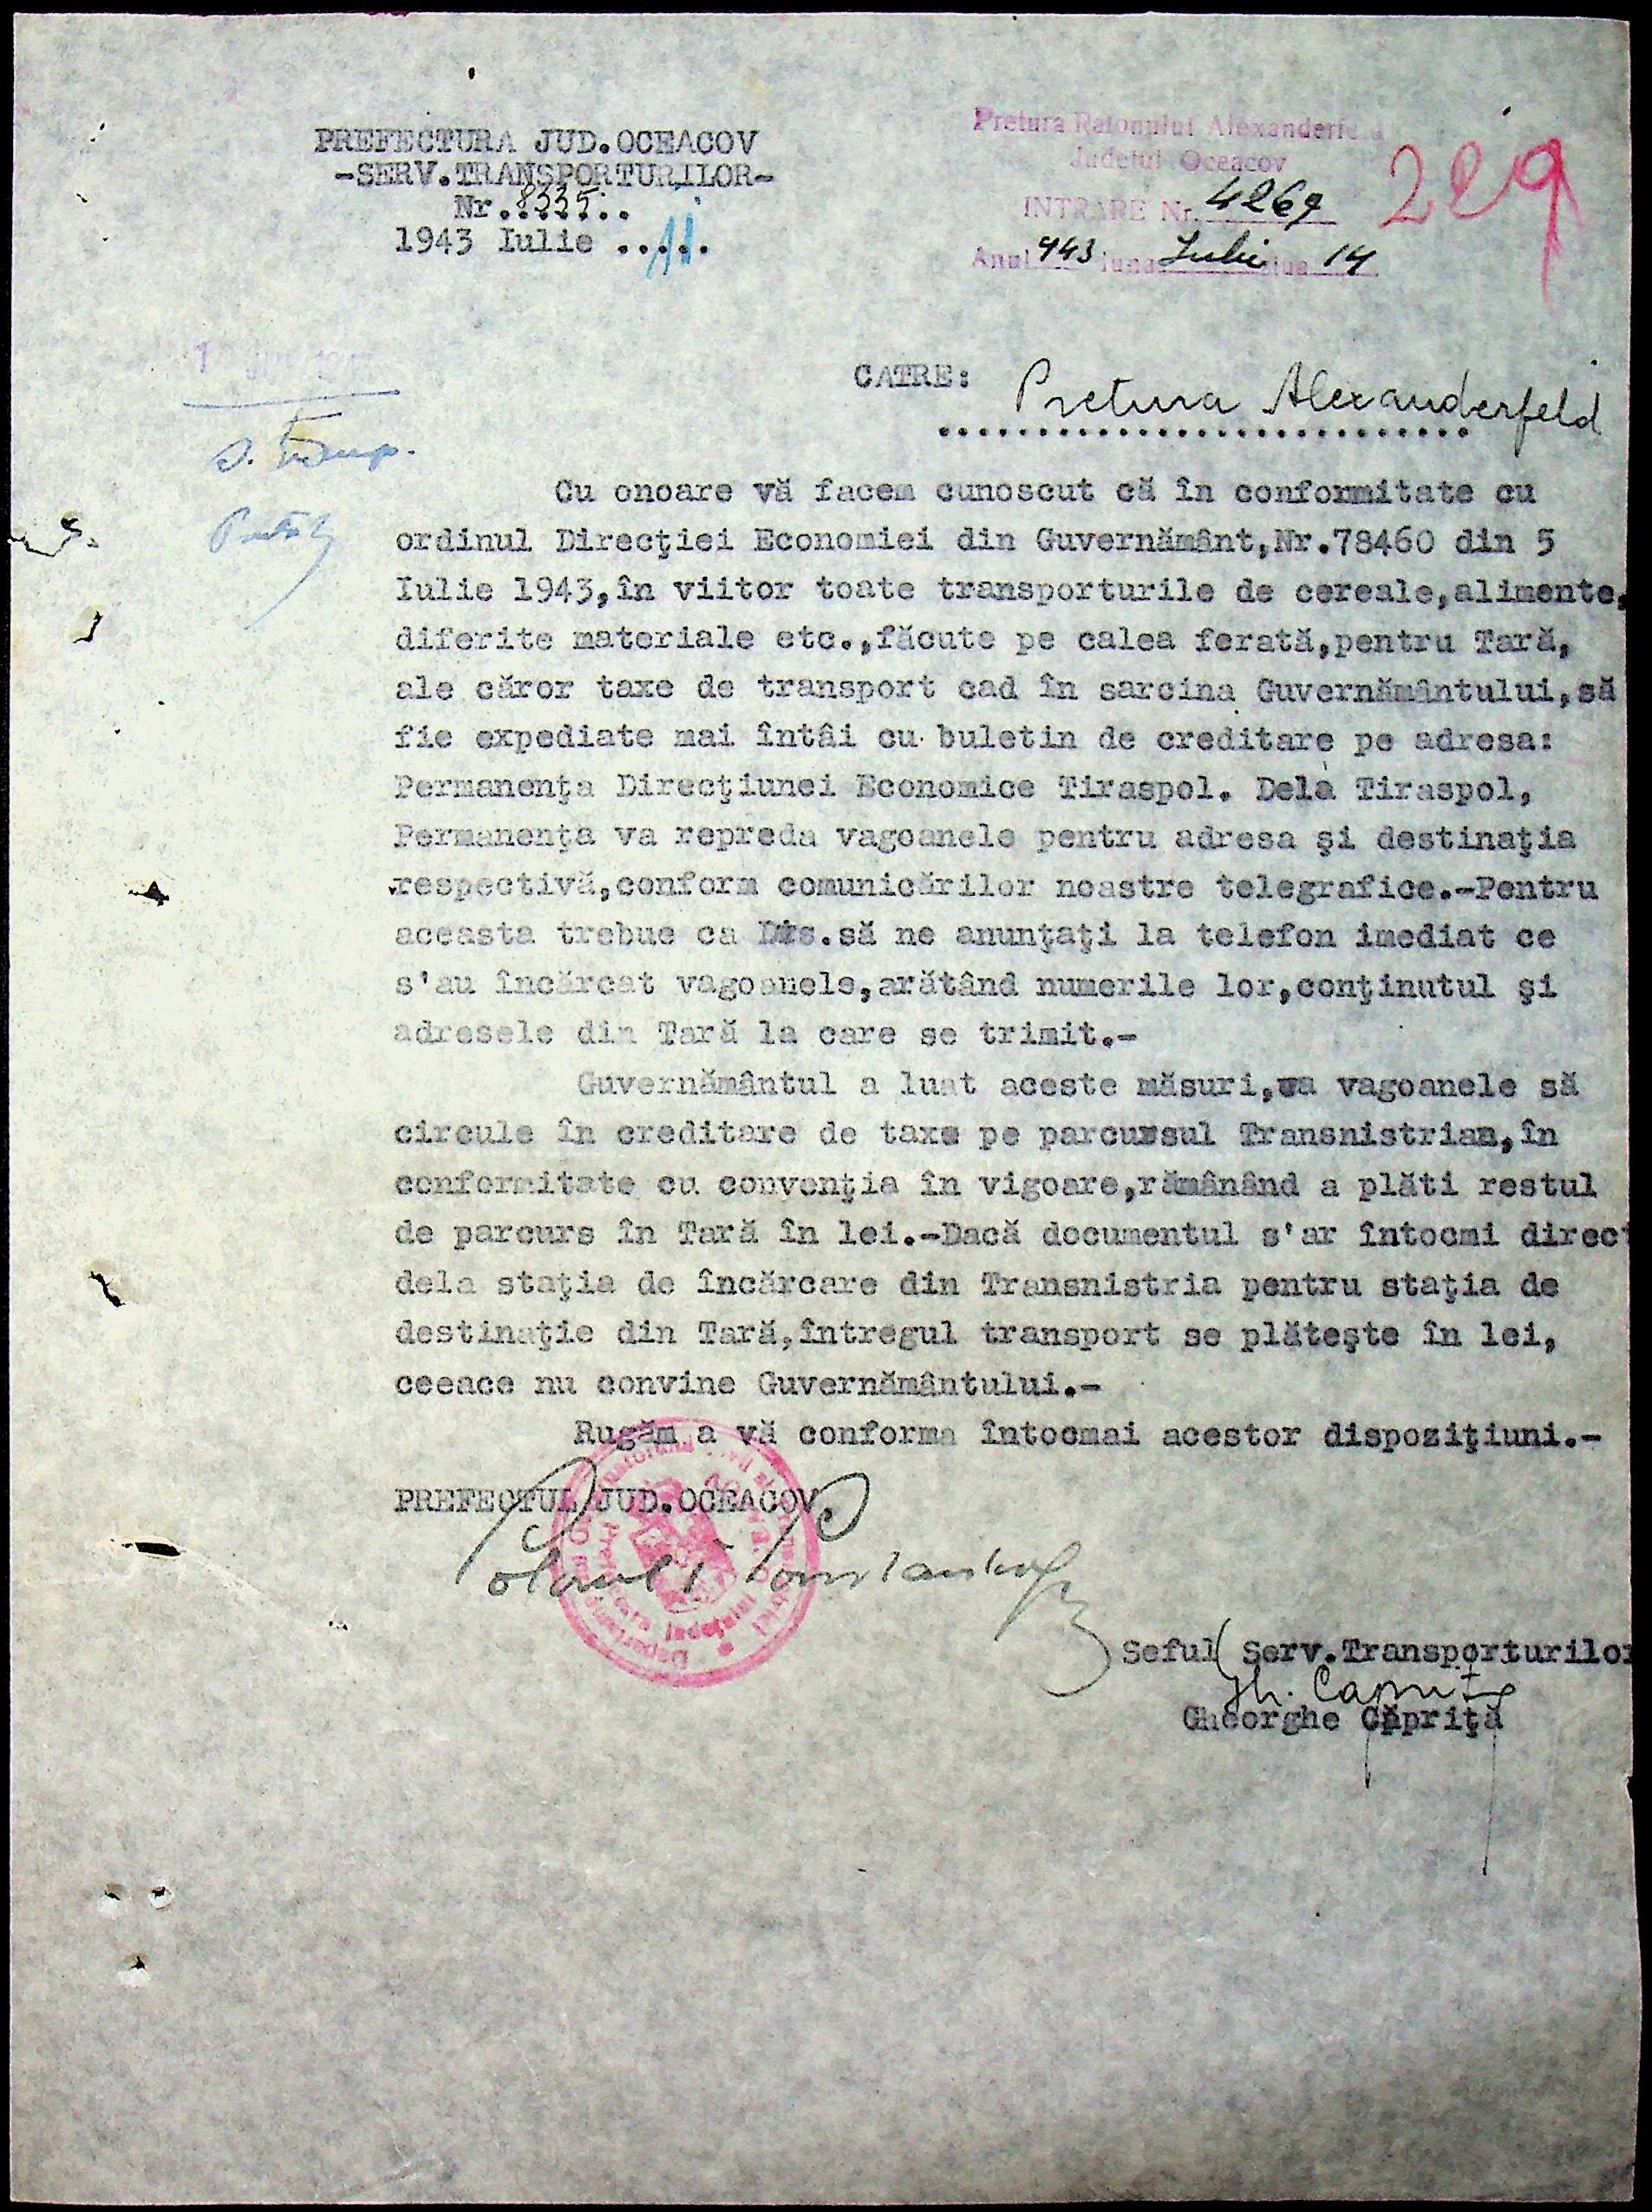 PREFECTURA JUD.OCEACOV
-SERV.TRANSPORTURILOR-
Nr.8335..
1943 Iulie ..11.
Pretura Raionului Alexanderfeld
Judeţul Oceacov
INTRARE Nr. 4269
Anul 943 luna Iulie ziua 14
229
CATRE: Pretura Alexanderfeld
Cu onoare vă facem cunoscut că în conformitate cu
ordinul Direcţiei Economiei din Guvernământ,Nr.78460 din 5
Iulie 1943,în viitor toate transporturile de cereale,alimente,
diferite materiale etc.,făcute pe calea ferată,pentru Tară,
ale căror taxe de transport cad în sarcina Guvernământului,să
fie expediate mai întâi cu buletin de creditare pe adresa:
Permanenţa Direcţiunei Economice Tiraspol. Dela Tiraspol,
Permanenţa va repreda vagoanele pentru adresa şi destinaţia
respectivă,conform comunicărilor noastre telegrafice.-Pentru
aceasta trebue ca Dvs.să ne anunţaţi la telefon imediat ce
s'au încărcat vagoanele,arătând numerile lor,conţinutul şi
adresele din Tară la care se trimit.-
Guvernământul a luat aceste măsuri,ca vagoanele să
circule în creditare de taxe pe parcursul Transnistrian,în
conformitate cu convenţia în vigoare,rămânând a plăti restul
de parcurs în Tară în lei.-Dacă documentul s'ar întocmi direct
dela staţia de încărcare din Transnistria pentru staţia de
destinaţie din Tară,întregul transport se plăteşte în lei,
ceeace nu convine Guvernământului.-
Rugăm a vă conforma întocmai acestor dispoziţiuni.-
PREFECTUL JUD.OCEACOV,
Seful Serv.Transporturilor
Gh. Capriţă
Gheorghe Căpriţă